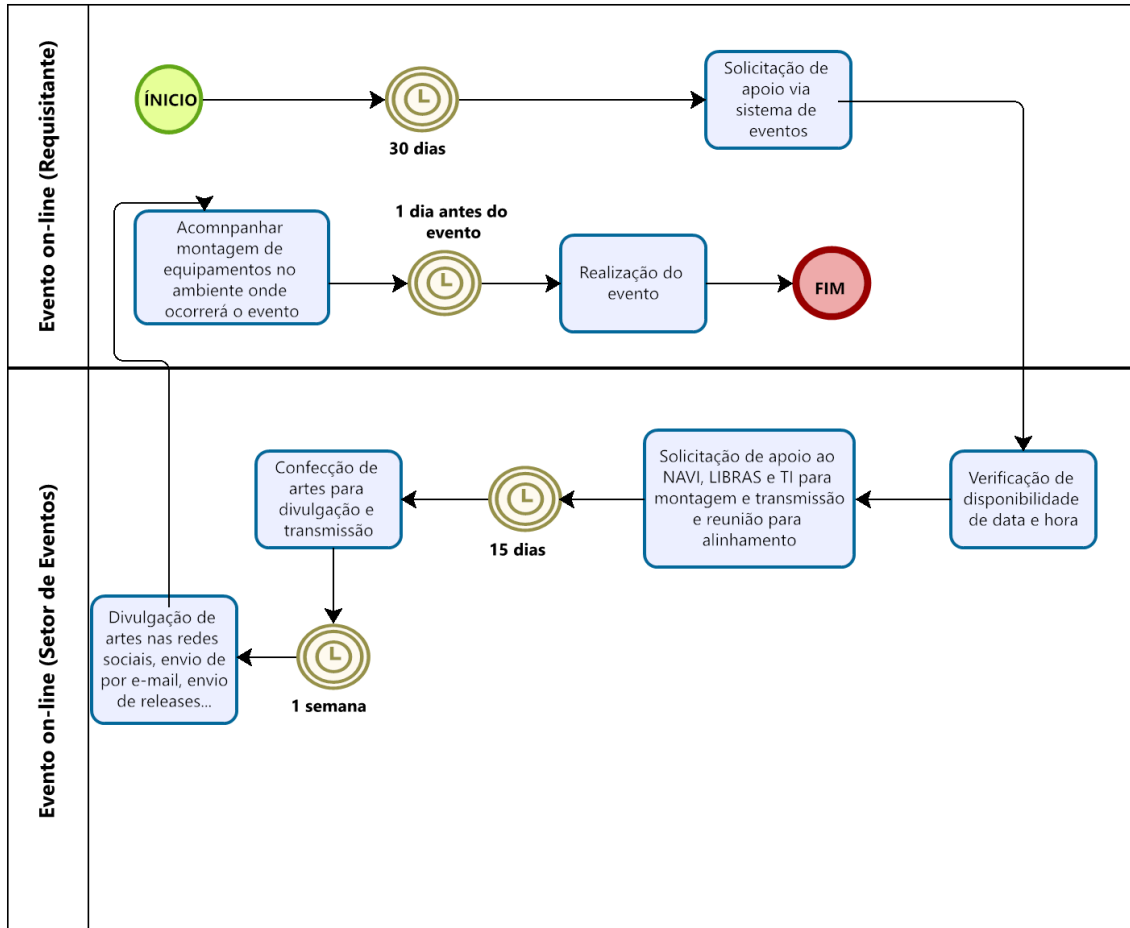 Evento on-line (Requisitante)
ÍNICIO
30 dias
Solicitação de
apoio via
sistema de
eventos
Acomnpanhar
montagem de
equipamentos no
ambiente onde
ocorrerá o evento
1 dia antes do
evento
Realização do
evento
FIM
Evento on-line (Setor de Eventos)
Verificação de
disponibilidade
de data e hora
Solicitação de apoio ao
NAVI, LIBRAS e TI para
montagem e transmissão
e reunião para
alinhamento
15 dias
Confecção de
artes para
divulgação e
transmissão
1 semana
Divulgação de
artes nas redes
sociais, envio de
por e-mail, envio
de releases...